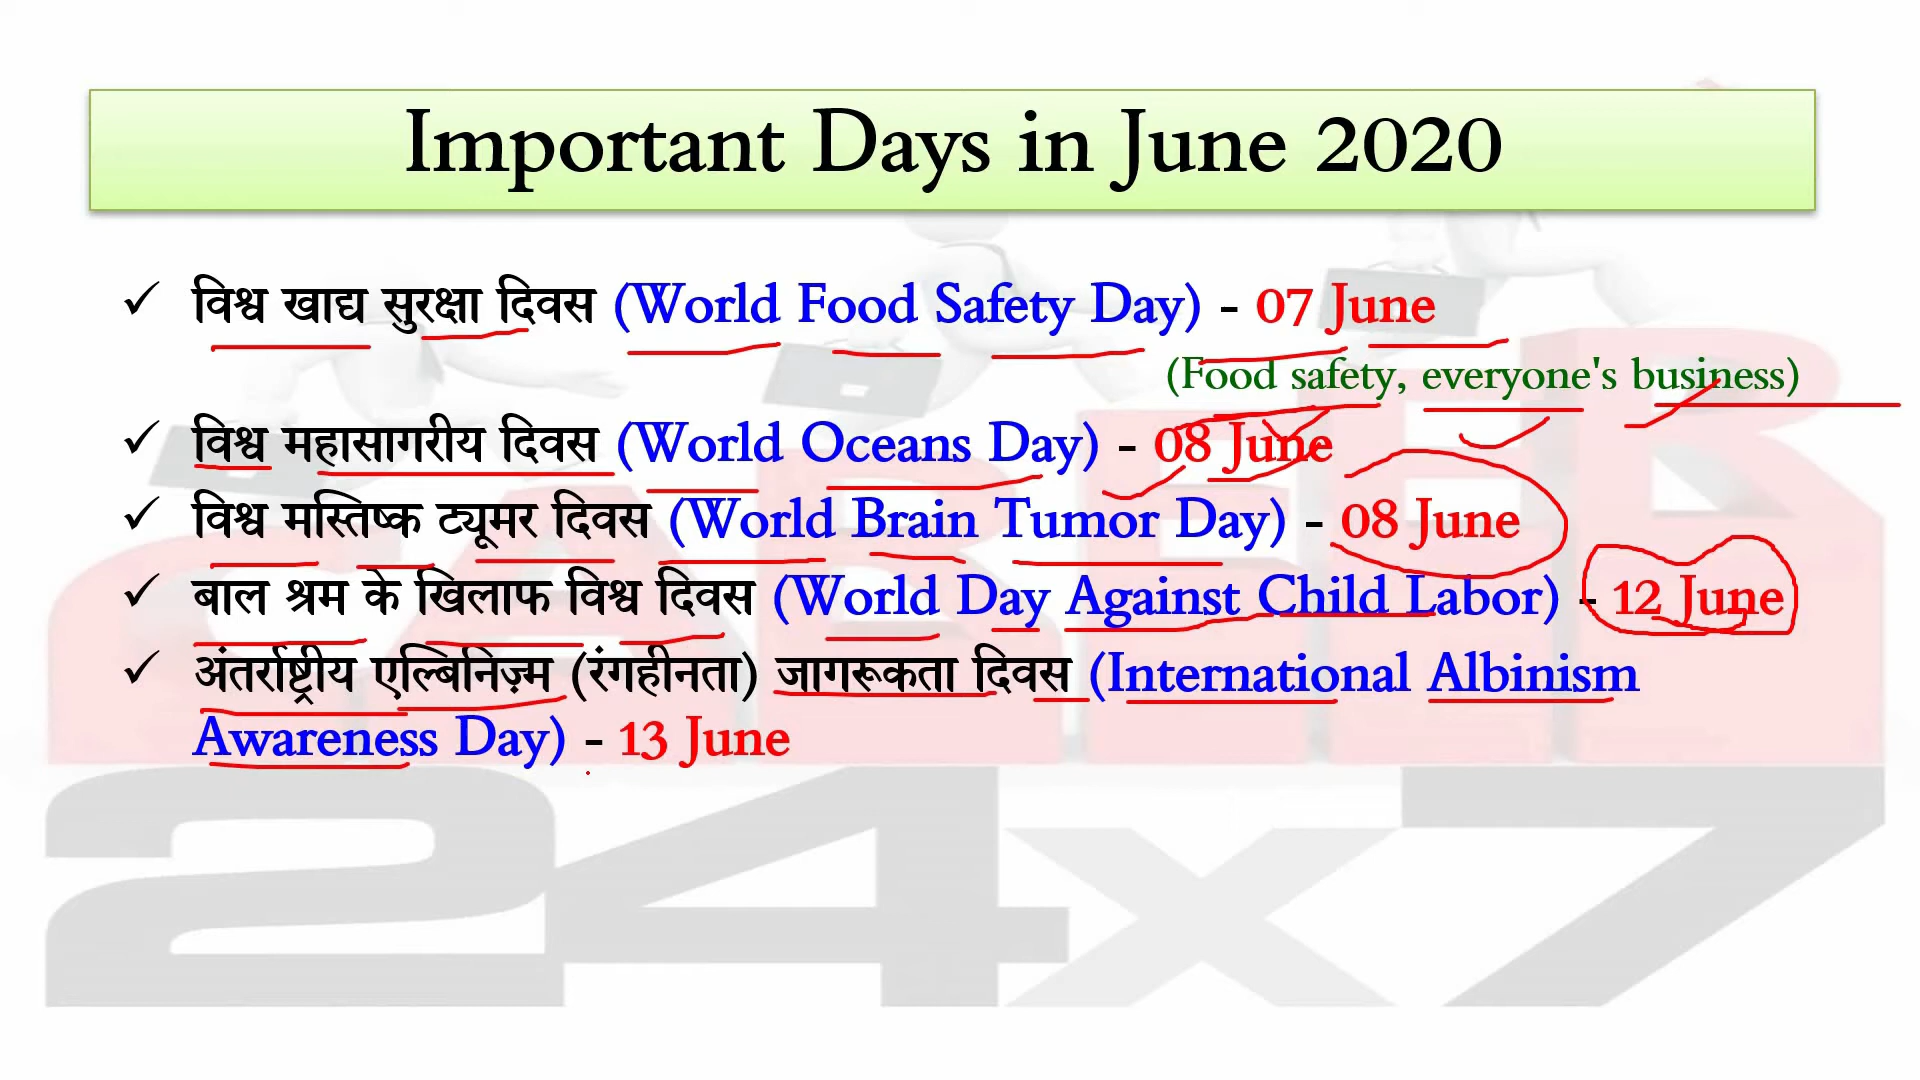 Important Days in June 2020
✓ विश्व खाद्य सुरक्षा दिवस (World Food Safety Day) - 07 June
(Food safety, everyone's business)
✓ विश्व महासागरीय दिवस (World Oceans Day) - 08 June
✓ विश्व मस्तिष्क ट्यूमर दिवस (World Brain Tumor Day) - 08 June
✓ बाल श्रम के खिलाफ विश्व दिवस (World Day Against Child Labor) - 12 June
✓ अंतर्राष्ट्रीय एल्बिनिज़्म (रंगहीनता) जागरूकता दिवस (International Albinism
Awareness Day) - 13 June
CAREER
24x7